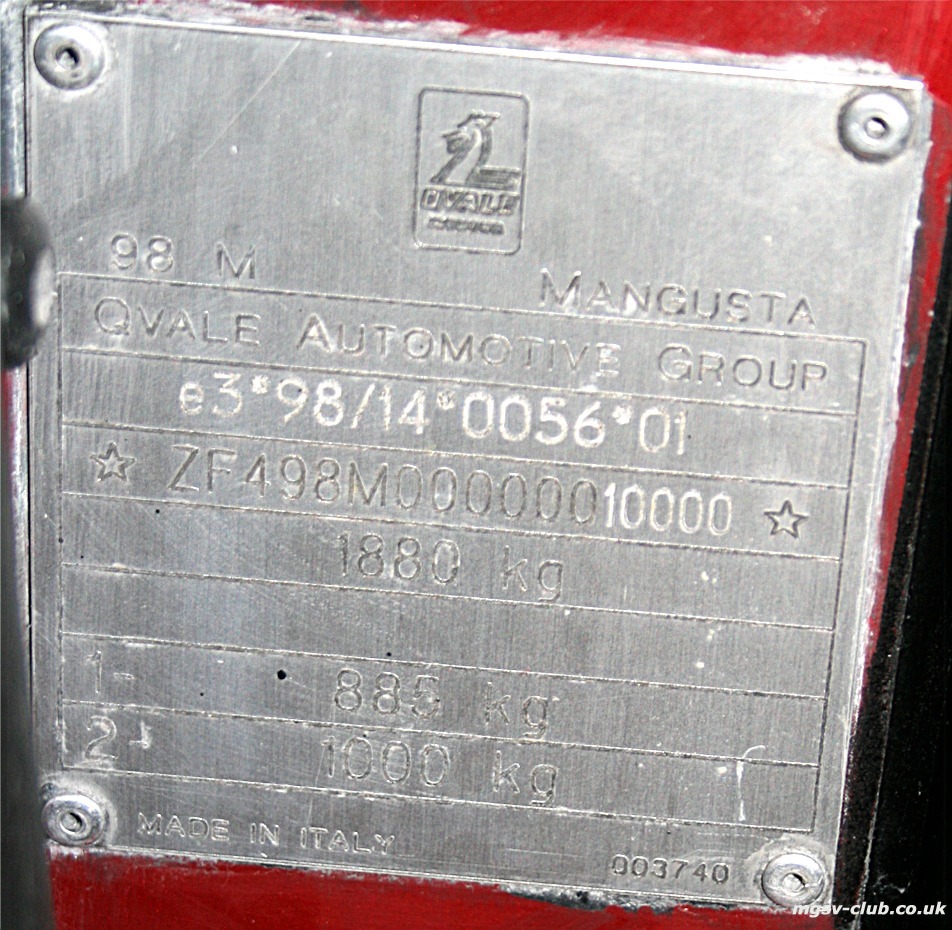 QVALE
98 M MANGUSTA
QVALE AUTOMOTIVE GROUP
e3*98/14*0056*01
☆ ZF498M00000010000 ☆
1880 kg
1- 885 kg
2- 1000 kg
MADE IN ITALY 003740
mgsv-club.co.uk